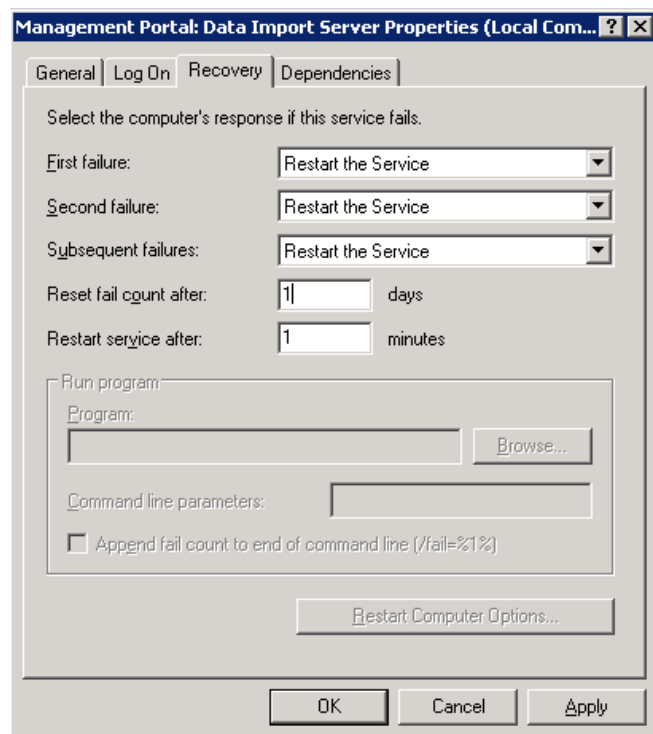 Management Portal: Data Import Server Properties (Local Com...
General Log On Recovery Dependencies
Select the computer's response if this service fails.
First failure: Restart the Service
Second failure: Restart the Service
Subsequent failures: Restart the Service
Reset fail count after: 1 days
Restart service after: 1 minutes
Run program
Program:
Browse...
Command line parameters:
Append fail count to end of command line (/fail=%1%)
Restart Computer Options...
OK Cancel Apply